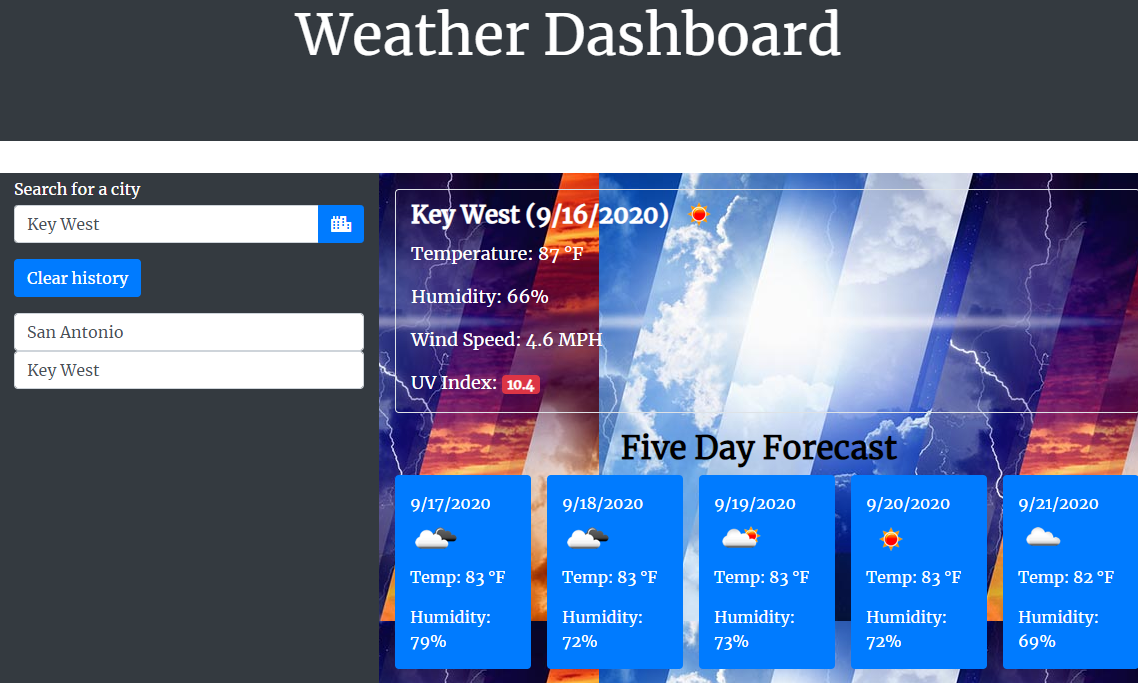 Weather Dashboard
Search for a city
Key West
Clear history
San Antonio
Key West
Key West (9/16/2020)
Temperature: 87 °F
Humidity: 66%
Wind Speed: 4.6 MPH
UV Index: 10.4
Five Day Forecast
9/17/2020
Temp: 83 °F
Humidity:
79%
9/18/2020
Temp: 83 °F
Humidity:
72%
9/19/2020
Temp: 83 °F
Humidity:
73%
9/20/2020
Temp: 83 °F
Humidity:
72%
9/21/2020
Temp: 82 °F
Humidity:
69%